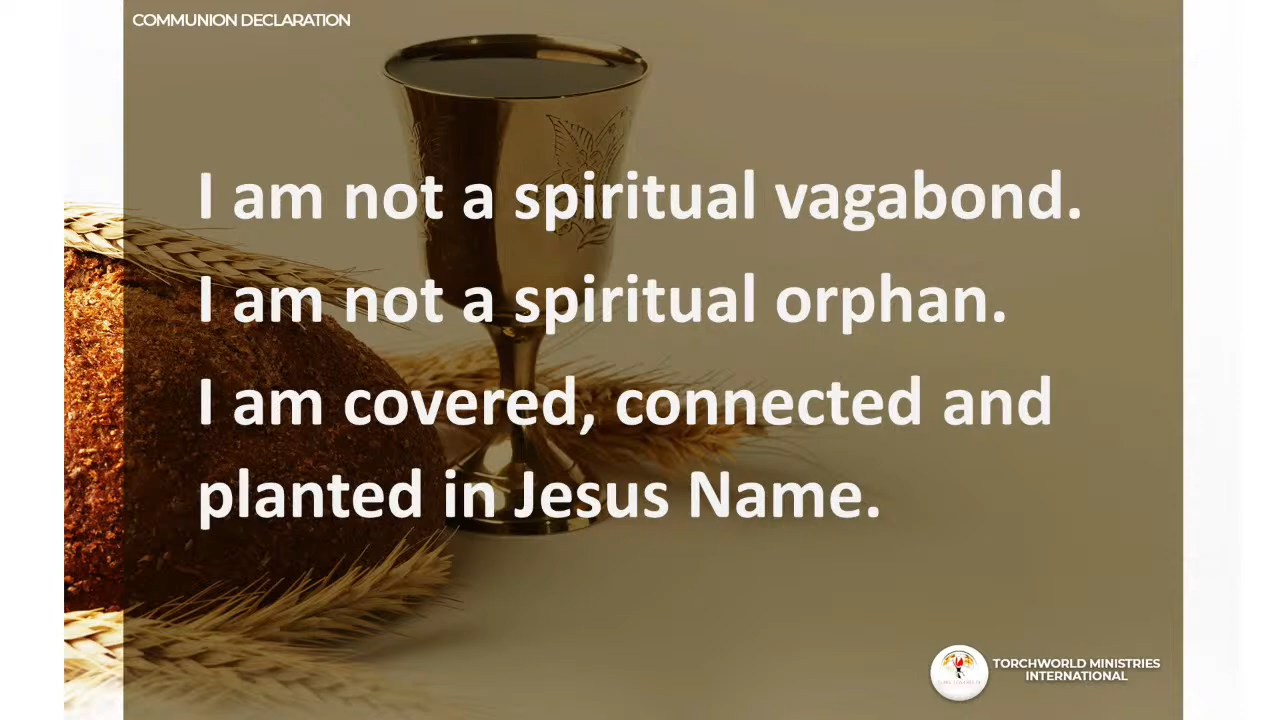 COMMUNION DECLARATION
I am not a spiritual vagabond.
I am not a spiritual orphan.
I am covered, connected and
planted in Jesus Name.
TORCHWORLD MINISTRIES
INTERNATIONAL